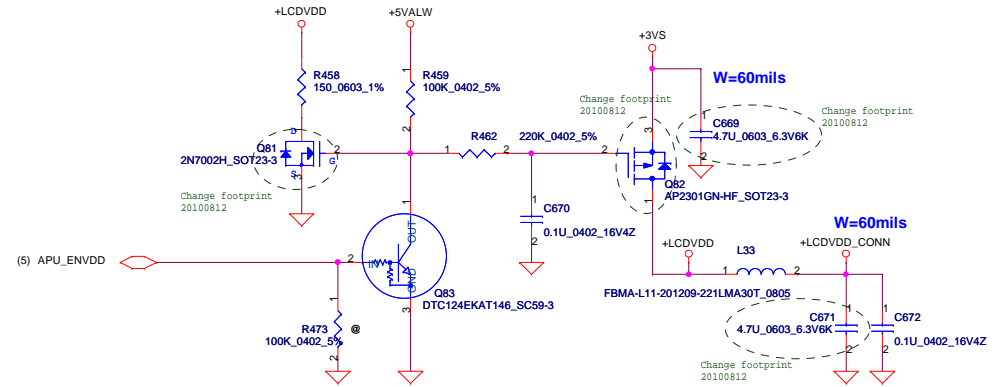 +LCDVDD
+5VALW
+3VS
W=60mils
R458
150_0603_1%
1
R459
100K_0402_5%
2
Change footprint
20100812
Change footprint
20100812
1
C669
4.7U_0603_6.3V6K
2
3
D
Q81
2N7002H_SOT23-3
2
G
S
3
1
R462
2
220K_0402_5%
2
Q82
AP2301GN-HF_SOT23-3
1
Change footprint
20100812
1
C670
0.1U_0402_16V4Z
2
W=60mils
1
OUT
+LCDVDD
L33
+LCDVDD_CONN
(5) APU_ENVDD
2
IN
GND
1
2
FBMA-L11-201209-221LMA30T_0805
Q83
DTC124EKAT146_SC59-3
3
1
R473
@
100K_0402_5%
2
1
C671
4.7U_0603_6.3V6K
2
1
C672
0.1U_0402_16V4Z
2
Change footprint
20100812